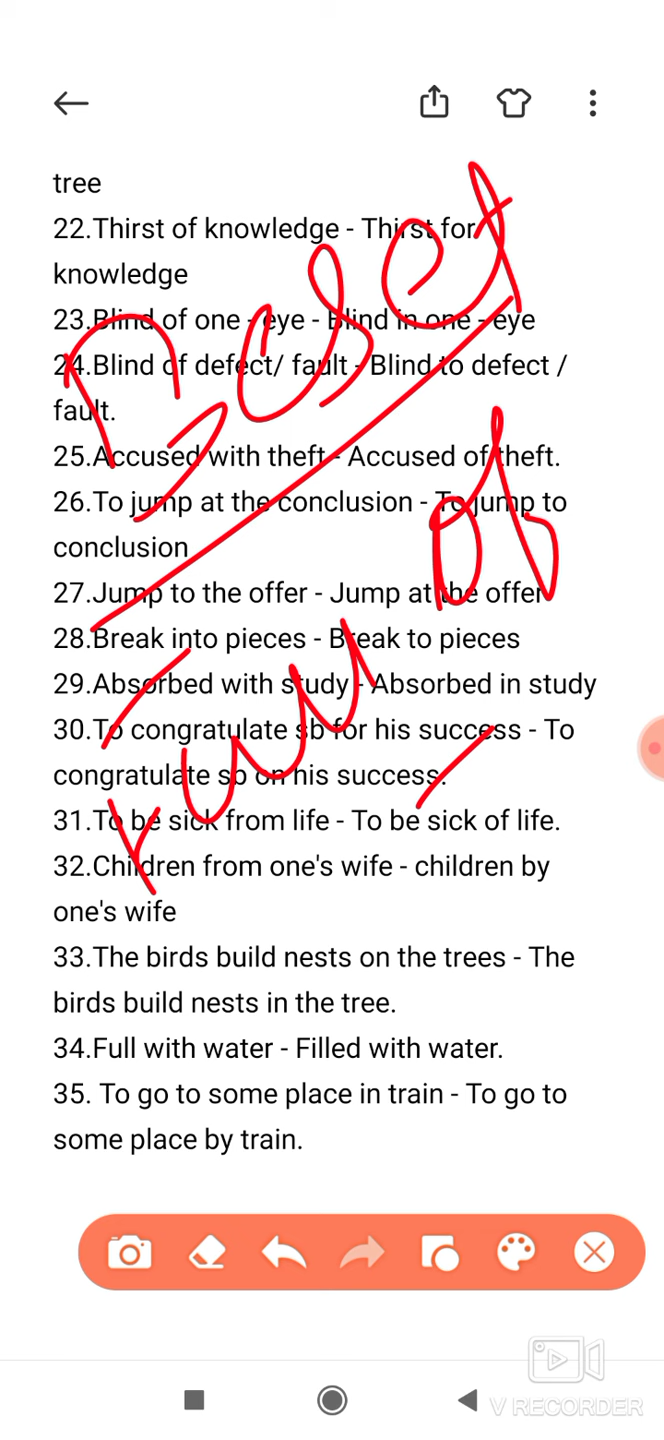 tree
22.Thirst of knowledge - Thirst for
knowledge
23.Blind of one - eye - Blind in one - eye
24.Blind of defect/ fault - Blind to defect /
fault.
25.Accused with theft - Accused of theft.
26.To jump at the conclusion - To jump to
conclusion
27.Jump to the offer - Jump at the offer
28.Break into pieces - Break to pieces
29.Absorbed with study - Absorbed in study
30.To congratulate sb for his success - To
congratulate sb on his success.
31.To be sick from life - To be sick of life.
32.Children from one's wife - children by
one's wife
33.The birds build nests on the trees - The
birds build nests in the tree.
34.Full with water - Filled with water.
35. To go to some place in train - To go to
some place by train.
of
V RECORDER